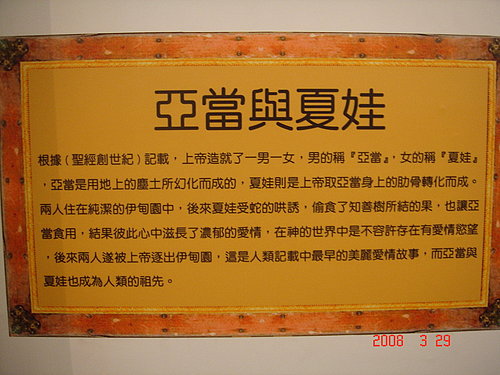 亞當與夏娃
根據(聖經創世紀)記載，上帝造就了一男一女，男的稱『亞當』，女的稱『夏娃』
，亞當是用地上的塵土所幻化而成的，夏娃則是上帝取亞當身上的肋骨轉化而成。
兩人住在純潔的伊甸園中，後來夏娃受蛇的哄誘，偷食了知善樹所結的果，也讓亞
當食用，結果彼此心中滋長了濃郁的愛情，在神的世界中是不容許存在有愛情慾望
，後來兩人遂被上帝逐出伊甸園，這是人類記載中最早的美麗愛情故事，而亞當與
夏娃也成為人類的祖先。
2008 3 29